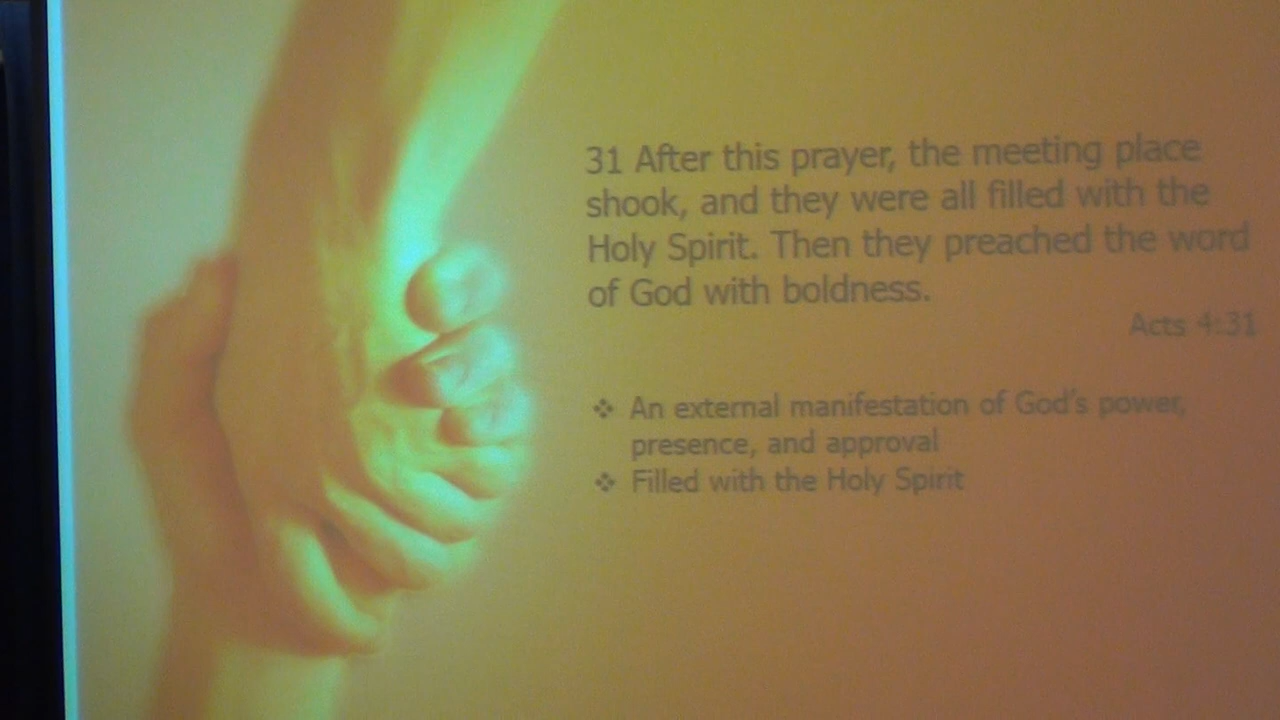 31 After this prayer, the meeting place
shook, and they were all filled with the
Holy Spirit. Then they preached the word
of God with boldness.
Acts 4:31
❖ An external manifestation of God's power,
presence, and approval
❖ Filled with the Holy Spirit